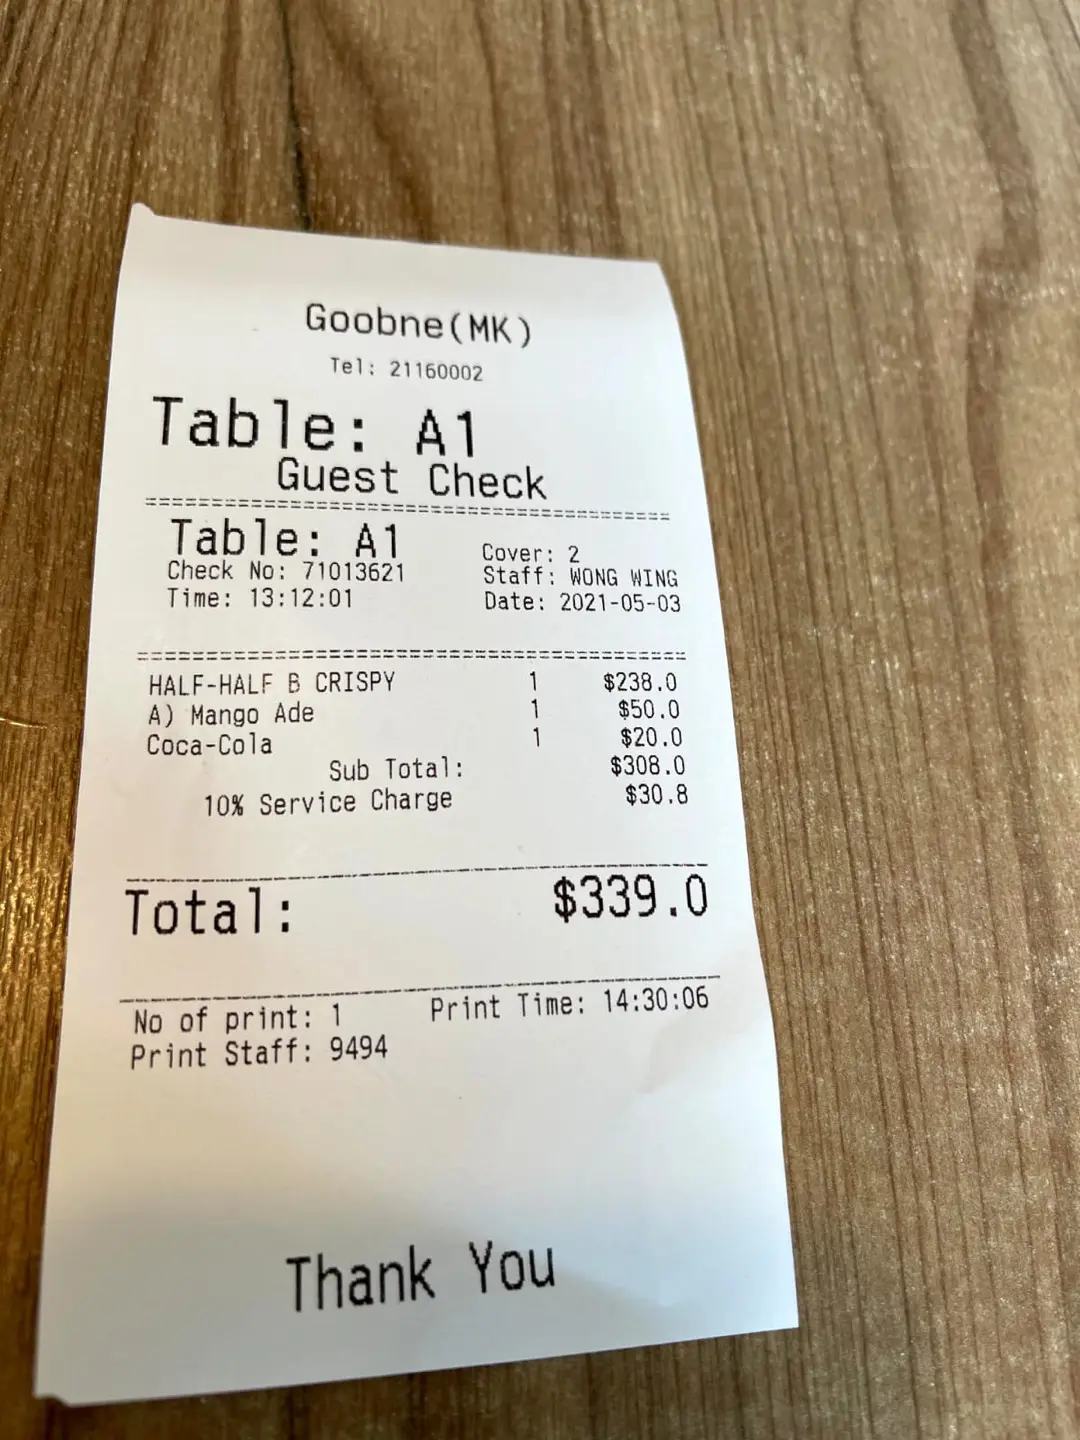 Goobne(MK)
Tel: 21160002
Table: A1
Guest Check
Table: A1
Cover: 2
Check No: 71013621
Staff: WONG WING
Time: 13:12:01
Date: 2021-05-03
HALF-HALF B CRISPY 1 $238.0
A) Mango Ade 1 $50.0
Coca-Cola 1 $20.0
Sub Total: $308.0
10% Service Charge $30.8
Total: $339.0
No of print: 1 Print Time: 14:30:06
Print Staff: 9494
Thank You